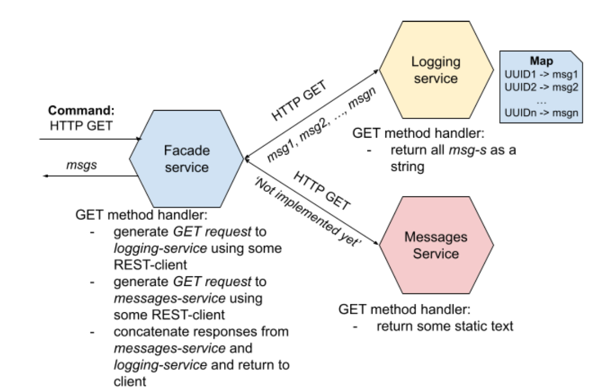 Command:
HTTP GET
msgs
Facade
service
HTTP GET
msg1, msg2, ..., msgn
Logging
service
Map
UUID1 -> msg1
UUID2 -> msg2
...
UUIDn -> msgn
GET method handler:
- return all msg-s as a
string
HTTP GET
'Not implemented yet'
Messages
Service
GET method handler:
- return some static text
GET method handler:
- generate GET request to
logging-service using some
REST-client
- generate GET request to
messages-service using
some REST-client
- concatenate responses from
messages-service and
logging-service and return to
client